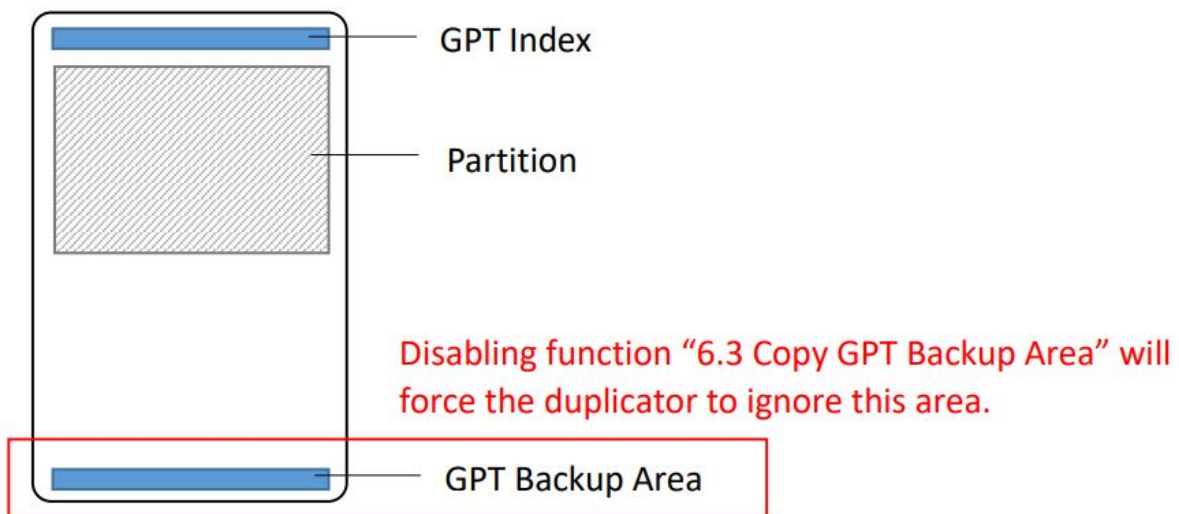 GPT Index
Partition
Disabling function “6.3 Copy GPT Backup Area” will
force the duplicator to ignore this area.
GPT Backup Area